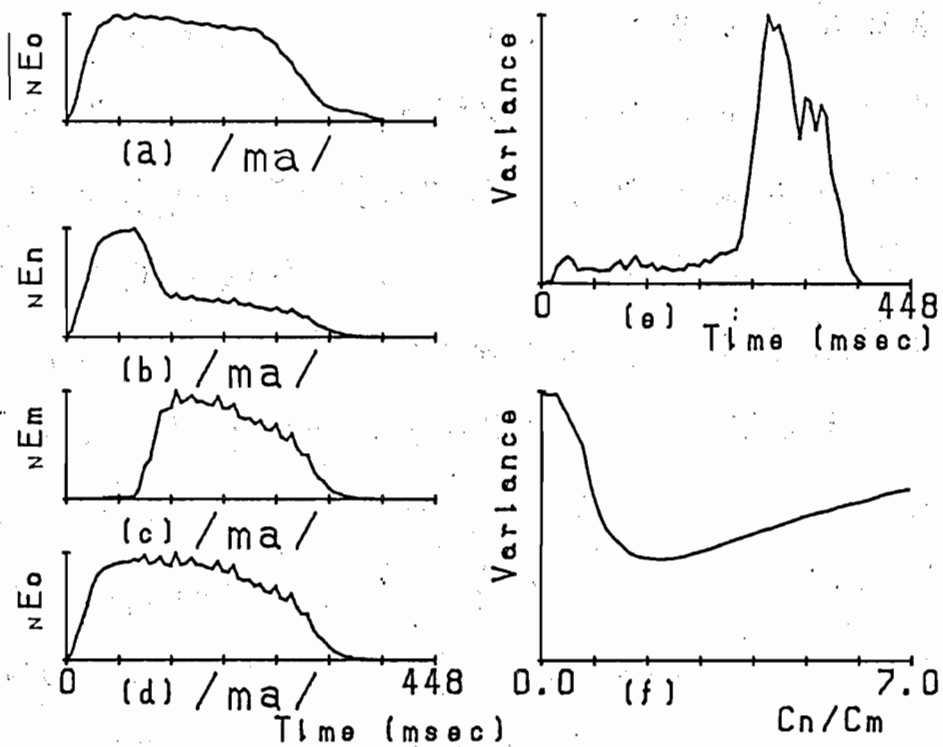 NEo
(a) /ma/
NEn
(b) /ma/
NEm
(c) /ma/
NEo
0 (d) /ma/ 448
Time (msec)
Variance
0 (e) 448
Time (msec)
Variance
0.0 (f) 7.0
Cn/Cm